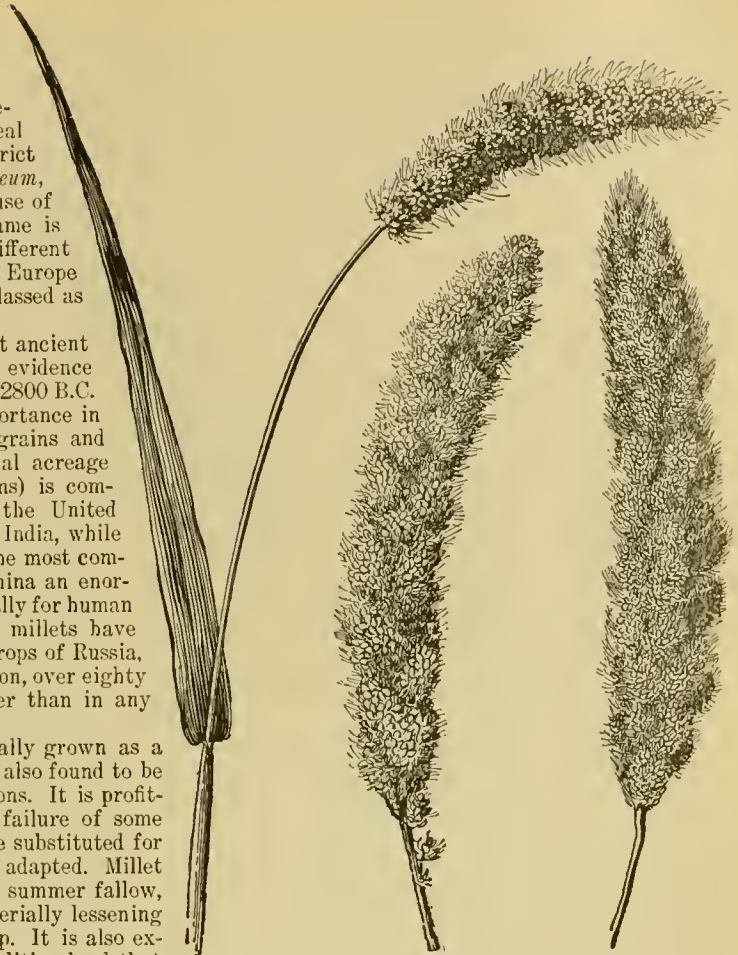 e-
eal
rict
eum,
use of
ame is
ifferent
Europe
lassed as
t ancient
evidence
2800 B.C.
ortance in
grains and
al acreage
ns) is com-
the United
India, while
he most com-
hina an enor-
lly for human
millets have
rops of Russia,
on, over eighty
er than in any
ally grown as a
also found to be
ons. It is profit-
failure of some
e substituted for
adapted. Millet
summer fallow,
erially lessening
p. It is also ex-